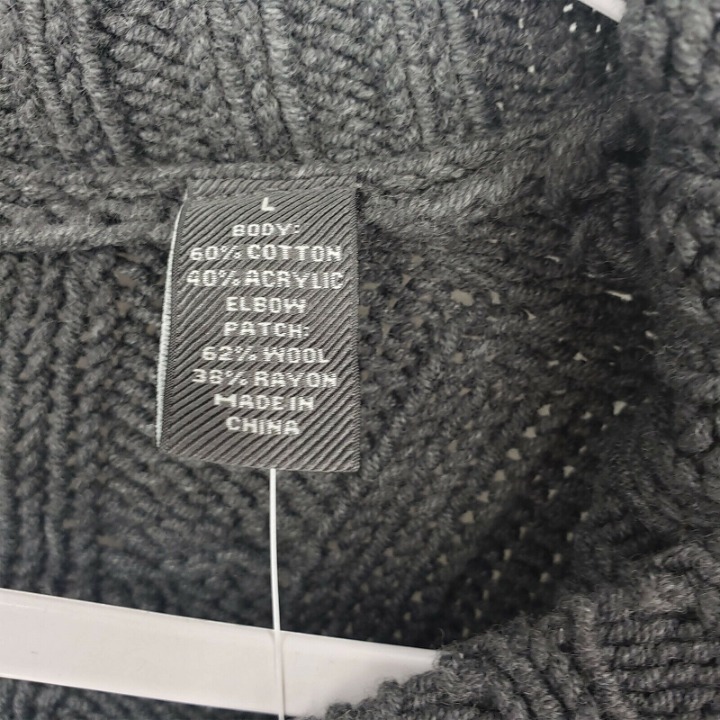 L
BODY:
60% COTTON
40% ACRYLIC
ELBOW
PATCH:
62% WOOL
38% RAYON
MADE IN
CHINA